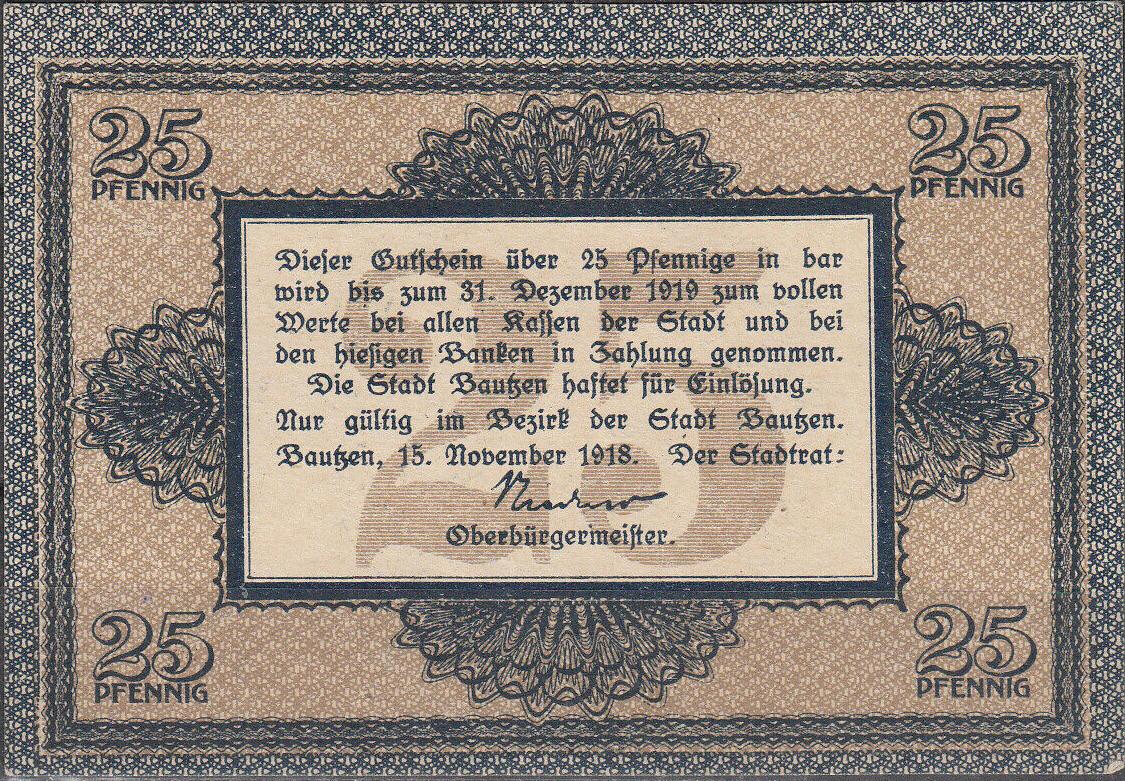 25 25
PFENNIG PFENNIG
Dieser Gutschein über 25 Pfennige in bar
wird bis zum 31. Dezember 1919 zum vollen
Werte bei allen Kassen der Stadt und bei
den hiesigen Banken in Zahlung genommen.
Die Stadt Bautzen haftet für Einlösung.
Nur gültig im Bezirk der Stadt Bautzen.
Bautzen, 15. November 1918. Der Stadtrat:
Oberbürgermeister.
25
25 25
PFENNIG PFENNIG